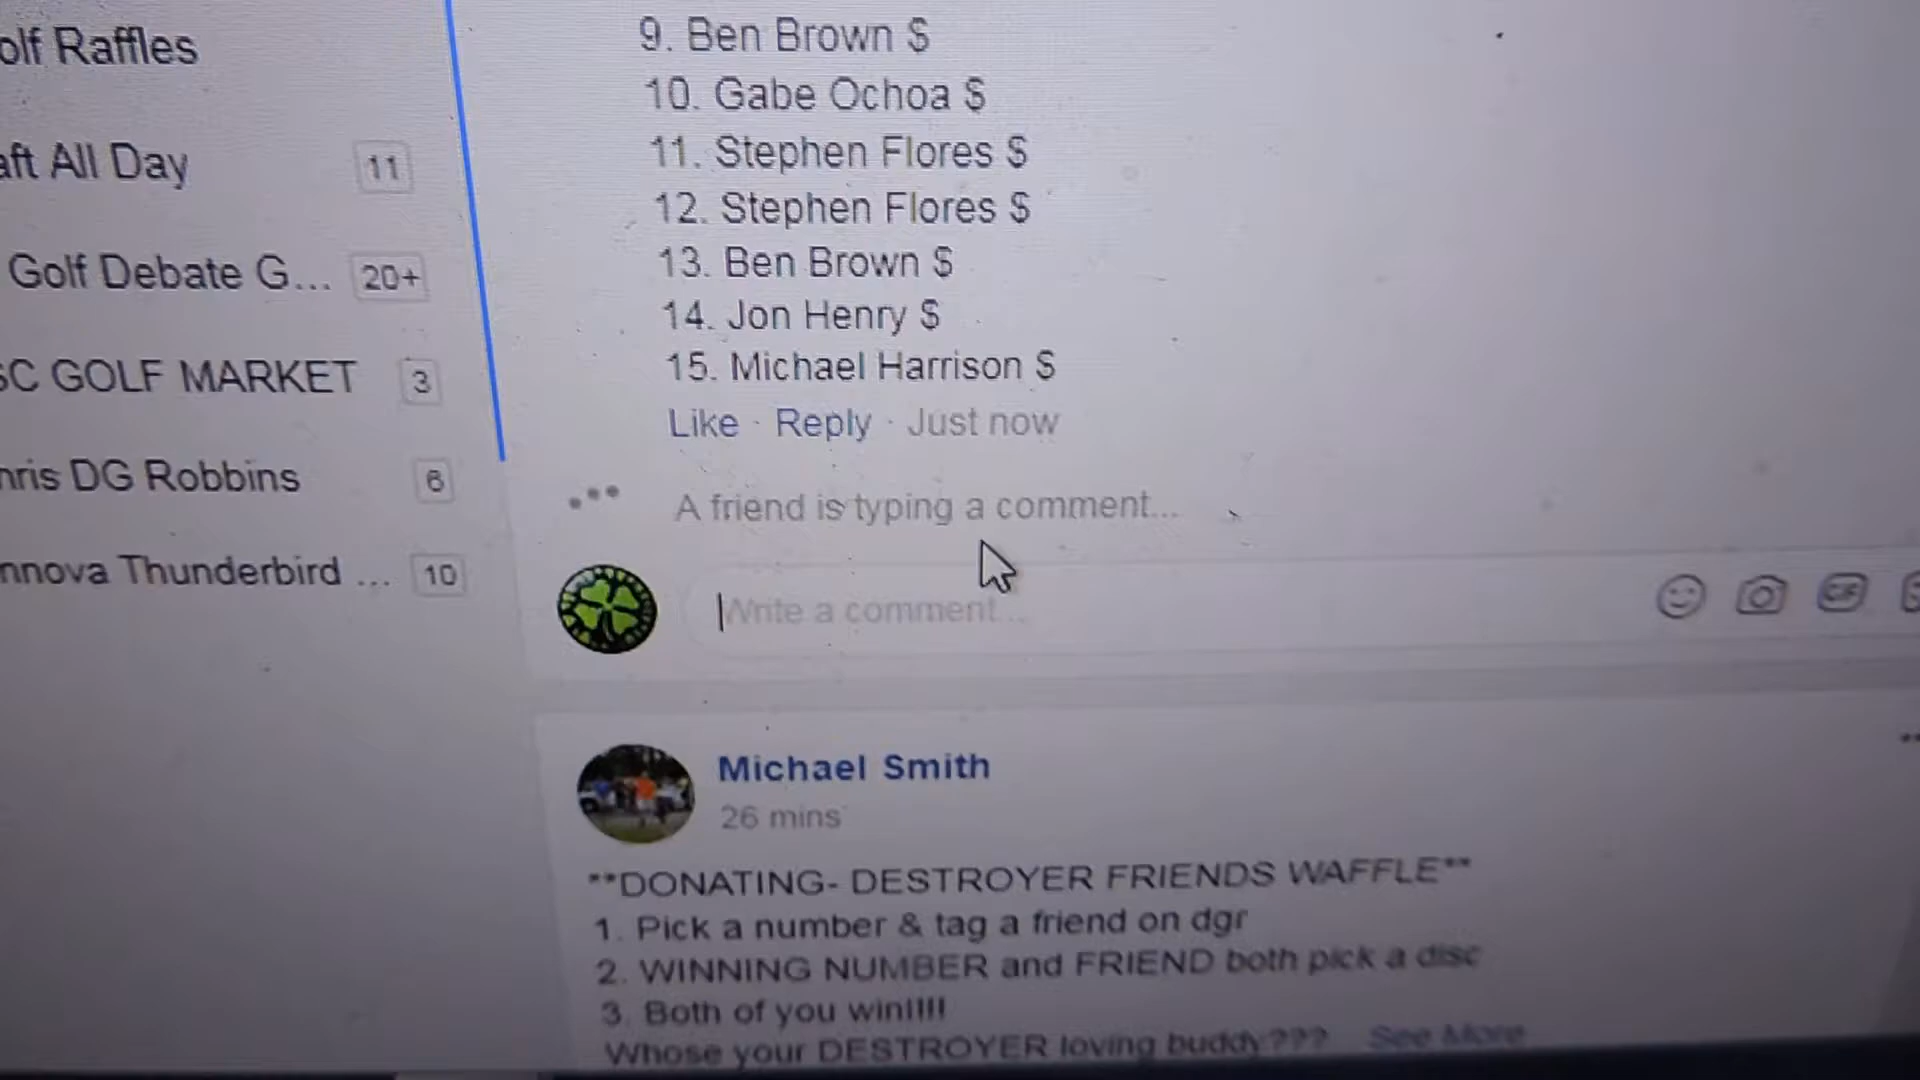 olf Raffles
aft All Day 11
Golf Debate G... 20+
SC GOLF MARKET 3
hris DG Robbins 6
nnova Thunderbird ... 10
9. Ben Brown $
10. Gabe Ochoa $
11. Stephen Flores $
12. Stephen Flores $
13. Ben Brown $
14. Jon Henry $
15. Michael Harrison $
Like · Reply · Just now
A friend is typing a comment...
Write a comment...
GIF
Michael Smith
26 mins
**DONATING- DESTROYER FRIENDS WAFFLE**
1. Pick a number & tag a friend on dgr
2. WINNING NUMBER and FRIEND both pick a disc
3. Both of you win!!!!
Whose your DESTROYER loving buddy??? See More